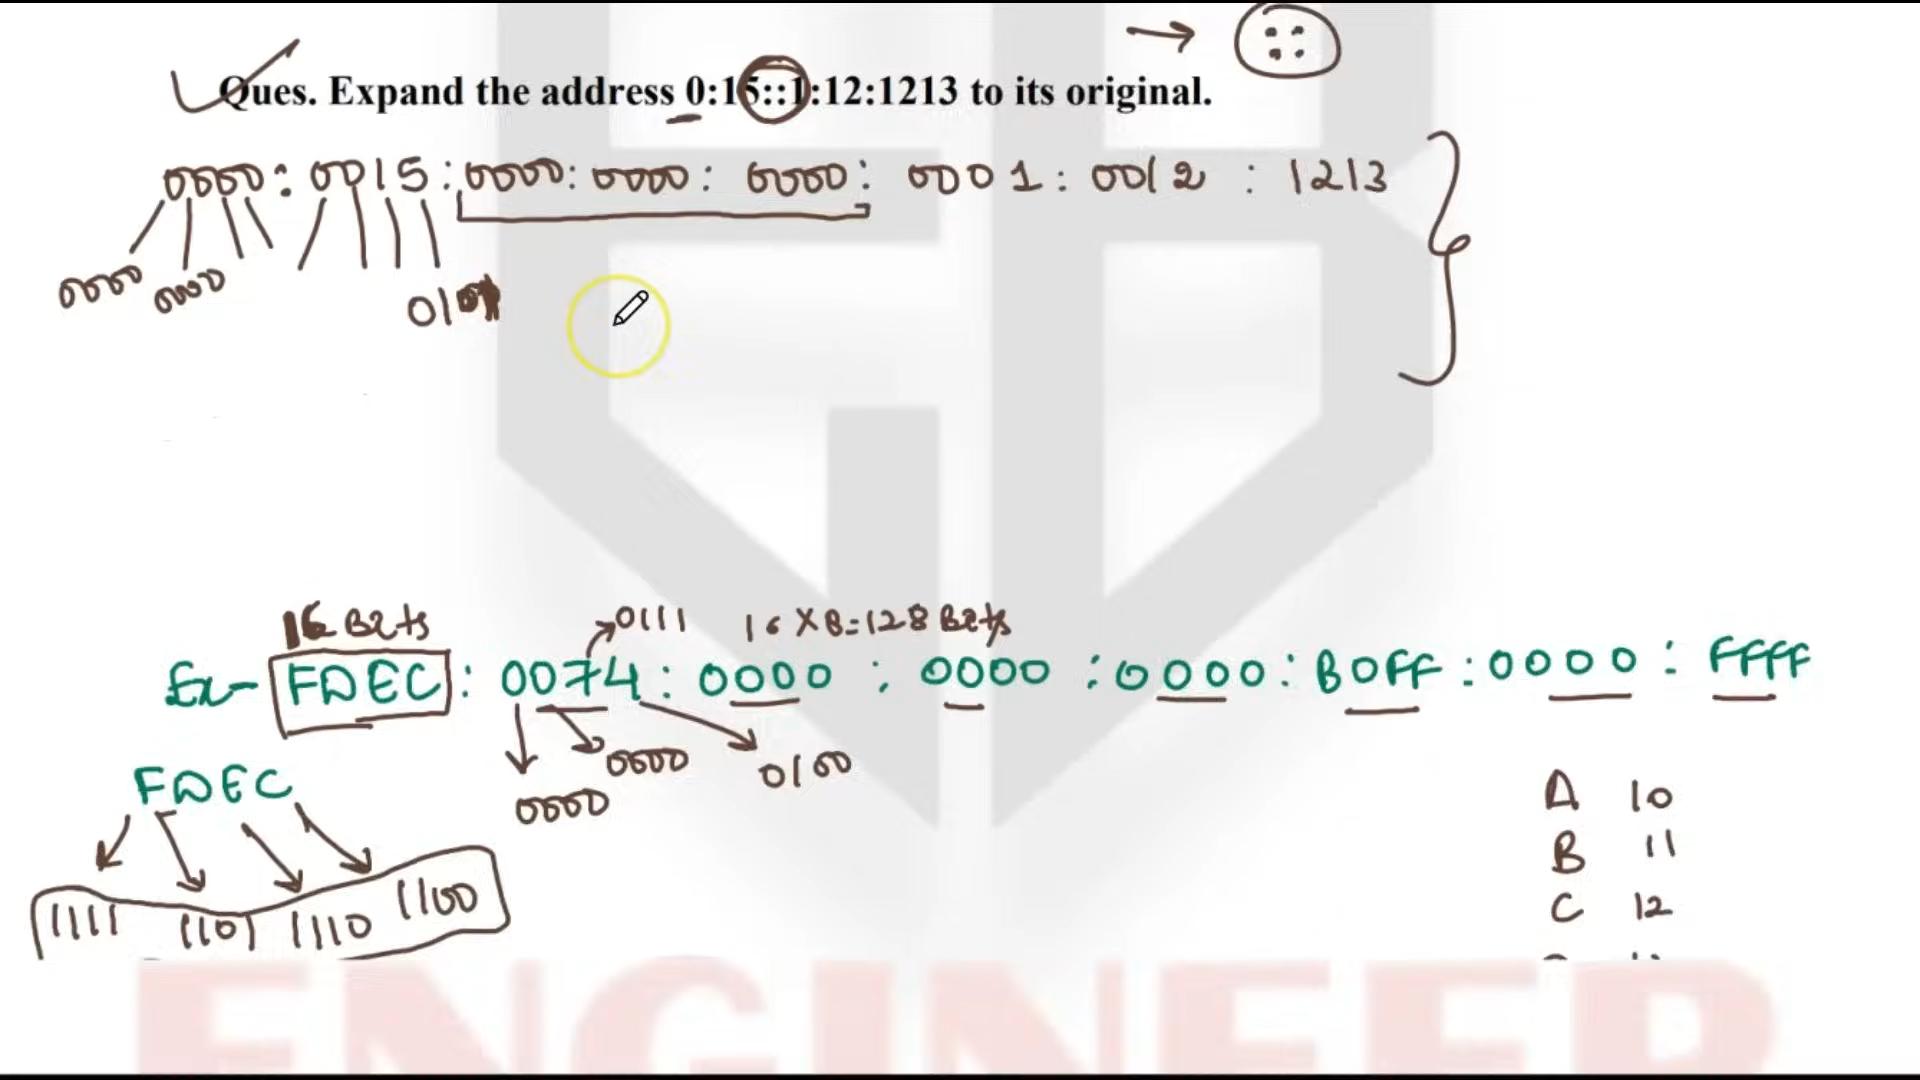 Ques. Expand the address 0:15::1:12:1213 to its original.
0000 : 0015 : 0000 : 0000 : 0000 : 0001 : 0012 : 1213
0000 0000 01
16 Bits 0111 16 X 8 = 128 Bits
Ex- FDEC : 0074 : 0000 : 0000 : 0000 : B0FF : 0000 : FFFF
0000 0000 0100
FDEC
1111 1101 1110 1100
A 10
B 11
C 12
ENGINEER